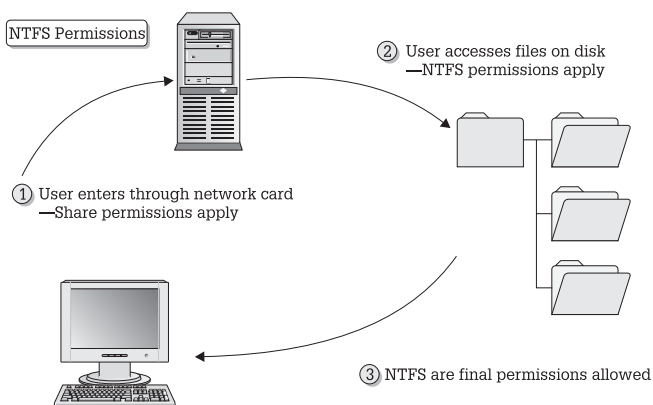 NTFS Permissions
2 User accesses files on disk
—NTFS permissions apply
1 User enters through network card
—Share permissions apply
3 NTFS are final permissions allowed